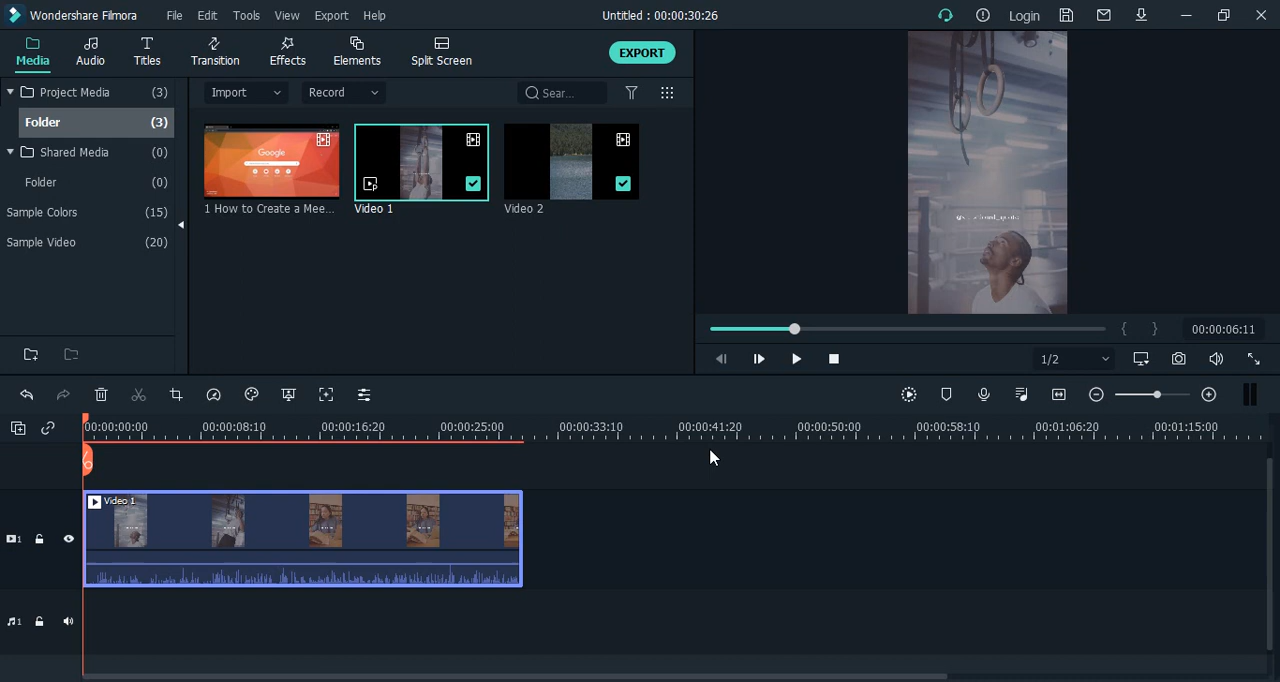 Wondershare Filmora File Edit Tools View Export Help Untitled : 00:00:30:26 Login
Media Audio Titles Transition Effects Elements Split Screen EXPORT
Project Media (3)
Folder (3)
Shared Media (0)
Folder (0)
Sample Colors (15)
Sample Video (20)
Import Record Sear...
Google
1 How to Create a Mee... Video 1 Video 2
{ } 00:00:06:11
1/2
00:00:00:00 00:00:08:10 00:00:16:20 00:00:25:00 00:00:33:10 00:00:41:20 00:00:50:00 00:00:58:10 00:01:06:20 00:01:15:00
Video 1
1
1